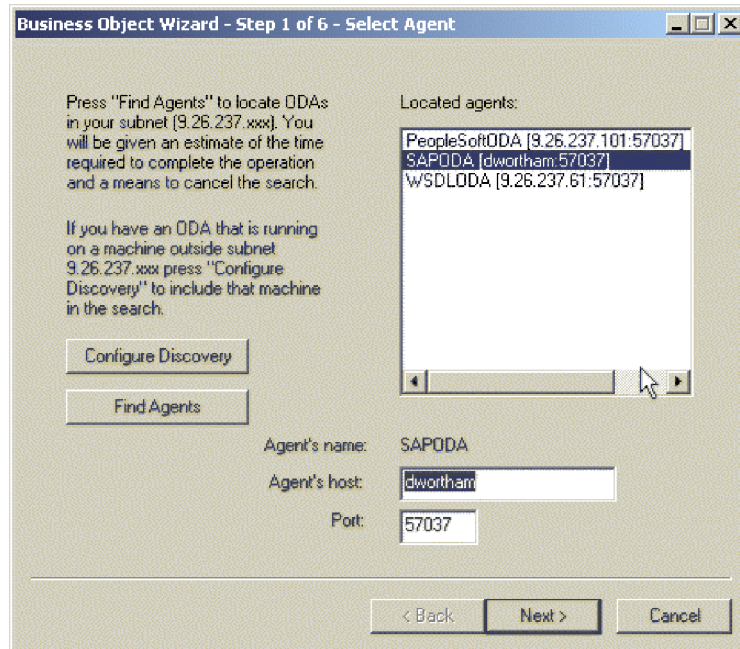 Business Object Wizard - Step 1 of 6 - Select Agent
Press "Find Agents" to locate ODAs
in your subnet (9.26.237.xxx). You
will be given an estimate of the time
required to complete the operation
and a means to cancel the search.
If you have an ODA that is running
on a machine outside subnet
9.26.237.xxx press "Configure
Discovery" to include that machine
in the search.
Configure Discovery
Find Agents
Located agents:
PeopleSoftODA [9.26.237.101:57037]
SAPODA [dwortham:57037]
WSDLODA [9.26.237.61:57037]
Agent's name: SAPODA
Agent's host: dwortham
Port: 57037
< Back
Next >
Cancel